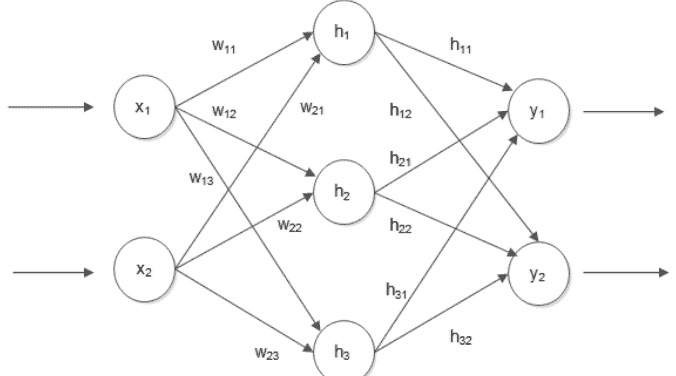 h₁
w₁₁
h₁₁
x₁
w₁₂
w₂₁
h₁₂
y₁
h₂₁
w₁₃
h₂
w₂₂
h₂₂
x₂
y₂
h₃₁
w₂₃
h₃
h₃₂